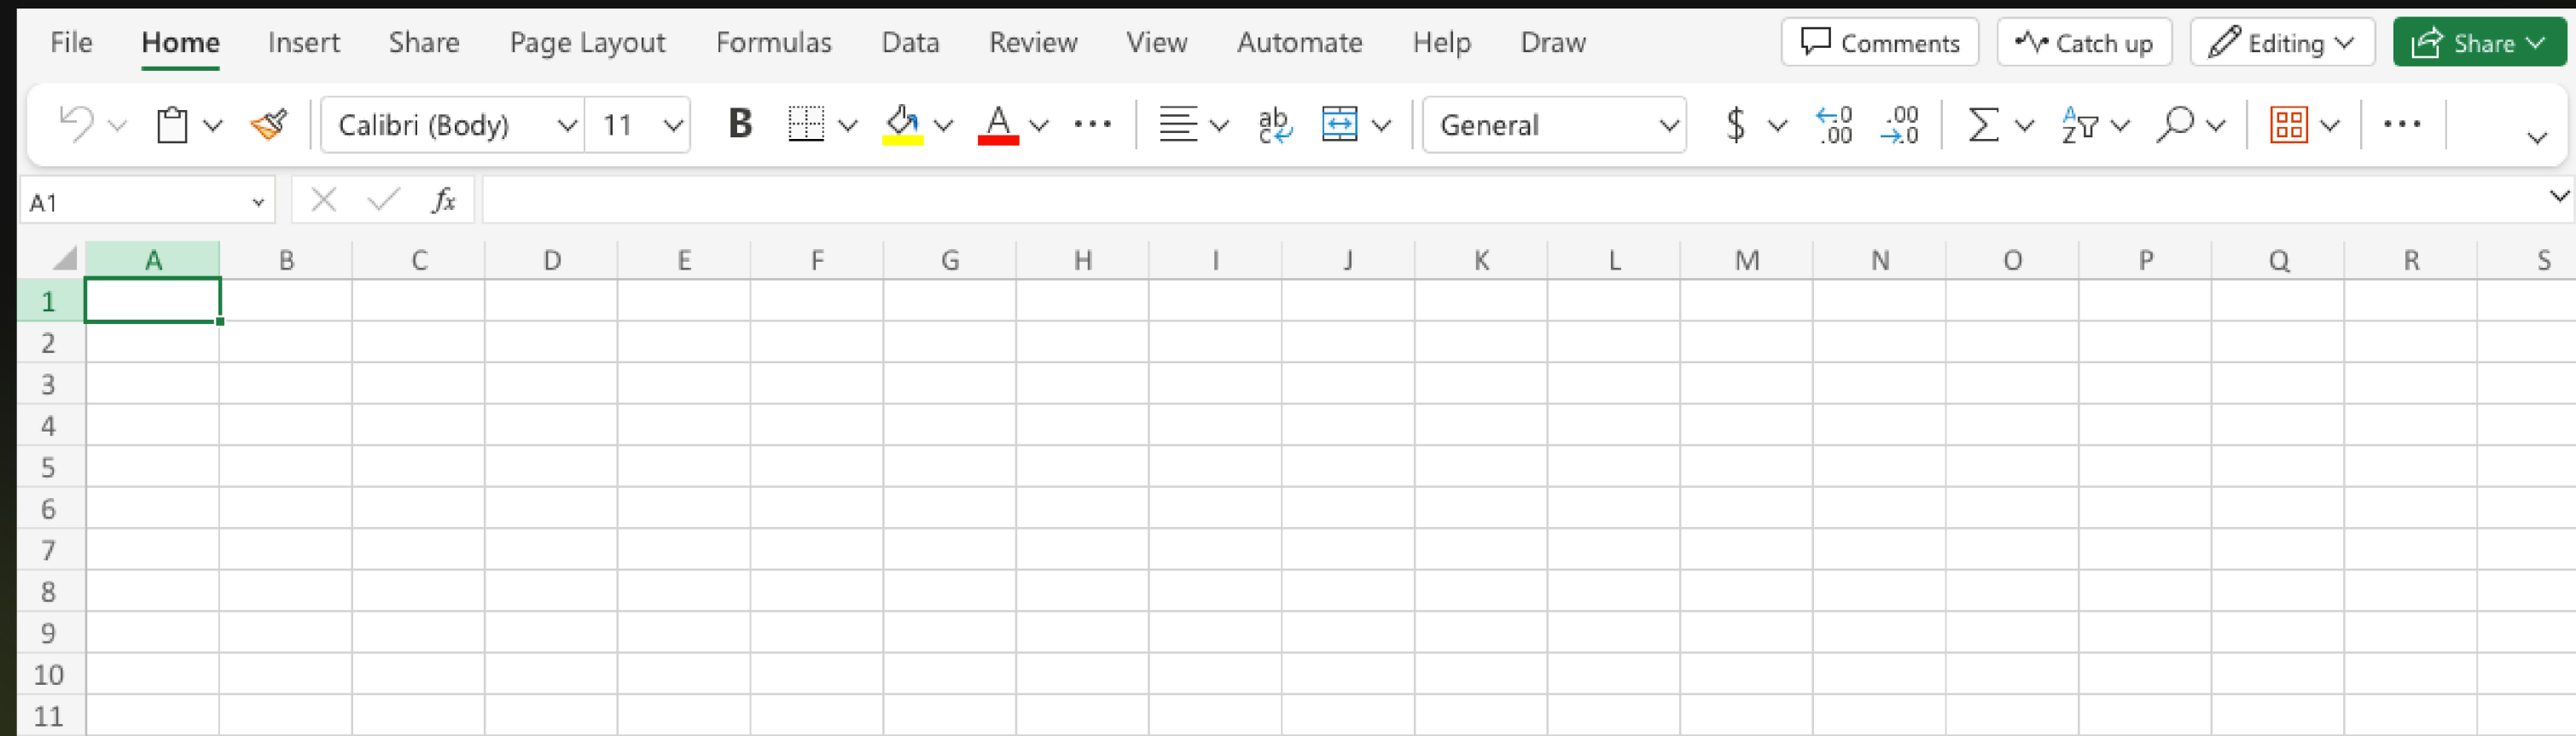 File Home Insert Share Page Layout Formulas Data Review View Automate Help Draw Comments Catch up Editing Share
Calibri (Body) 11 B A ab c General $ 0 .00 .00 0 Σ A Z
A1 fx
A B C D E F G H I J K L M N O P Q R S
1
2
3
4
5
6
7
8
9
10
11